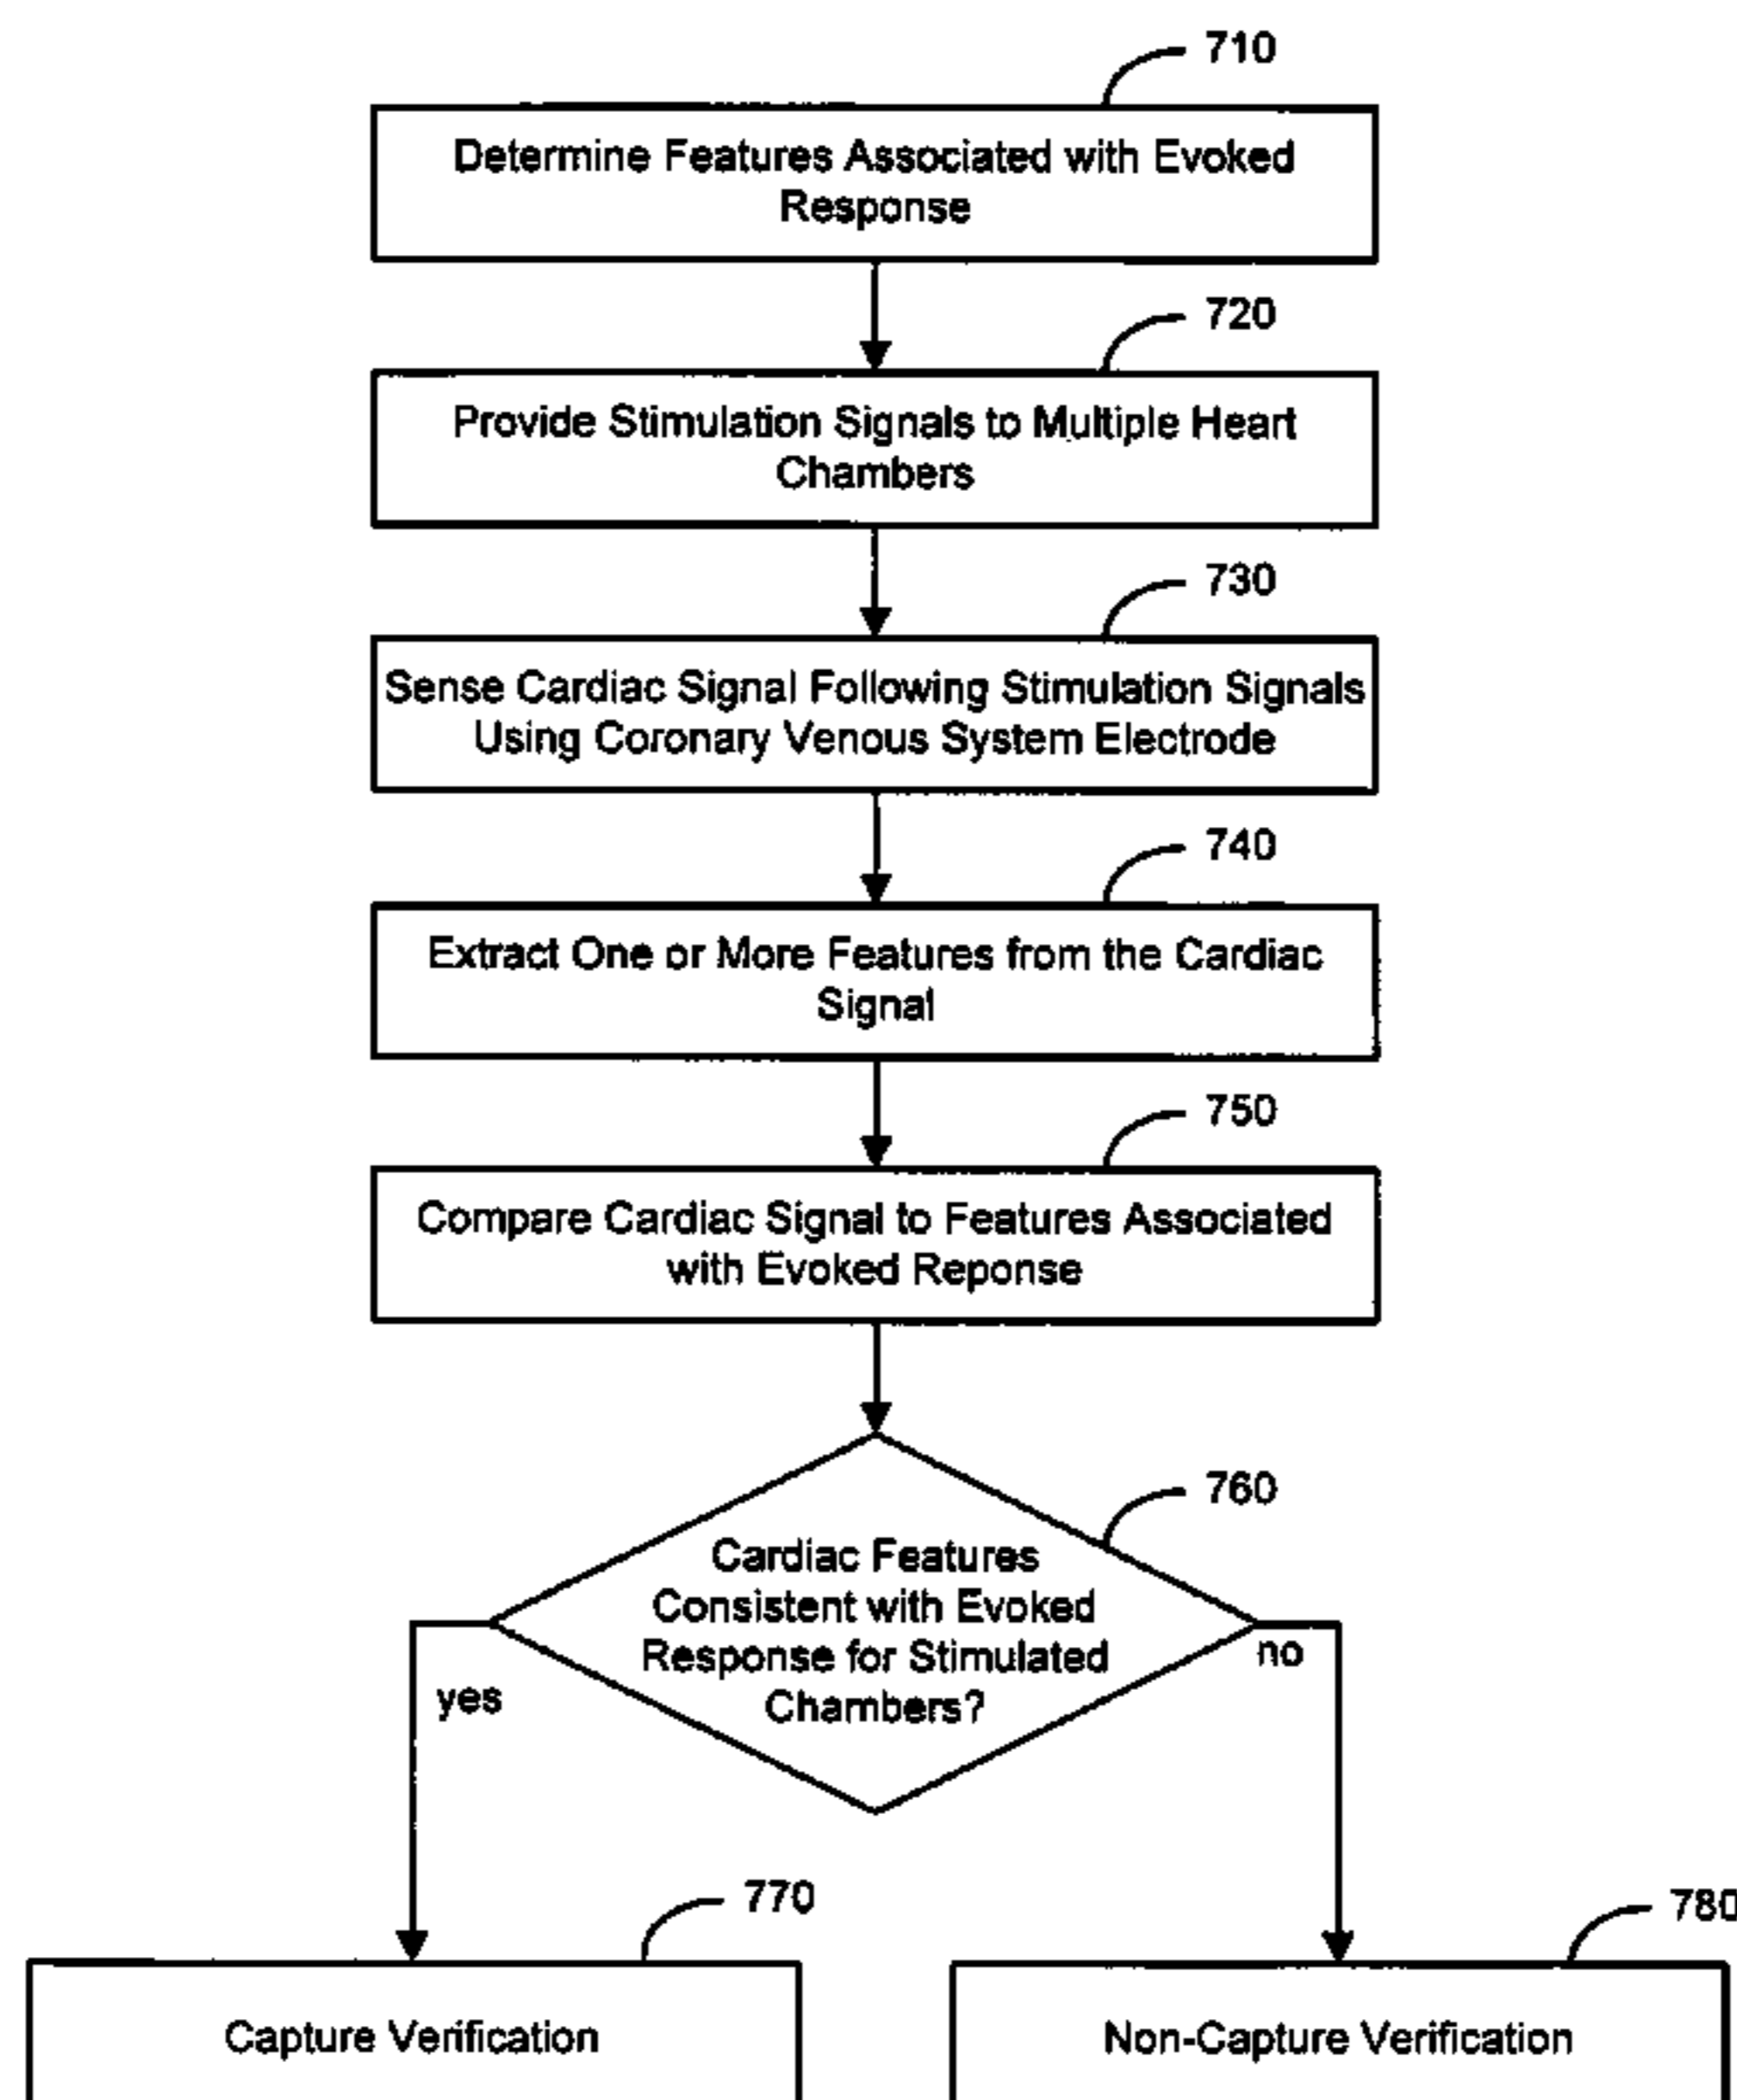 710
Determine Features Associated with Evoked
Response
720
Provide Stimulation Signals to Multiple Heart
Chambers
730
Sense Cardiac Signal Following Stimulation Signals
Using Coronary Venous System Electrode
740
Extract One or More Features from the Cardiac
Signal
750
Compare Cardiac Signal to Features Associated
with Evoked Reponse
760
Cardiac Features
Consistent with Evoked
Response for Stimulated
Chambers?
yes
no
770
780
Capture Verification
Non-Capture Verification